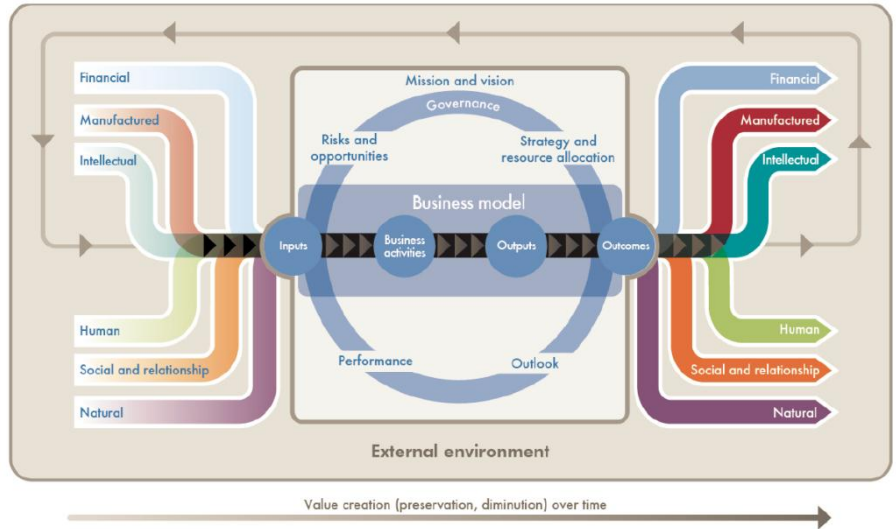 Financial
Manufactured
Intellectual
Human
Social and relationship
Natural
Mission and vision
Governance
Risks and
opportunities
Strategy and
resource allocation
Business model
Inputs
Business
activities
Outputs
Outcomes
Performance
Outlook
Financial
Manufactured
Intellectual
Human
Social and relationship
Natural
External environment
Value creation (preservation, diminution) over time